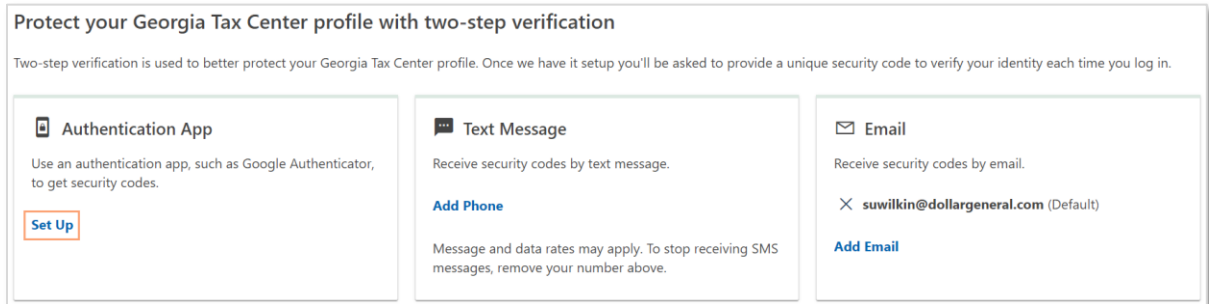 Protect your Georgia Tax Center profile with two-step verification
Two-step verification is used to better protect your Georgia Tax Center profile. Once we have it setup you'll be asked to provide a unique security code to verify your identity each time you log in.
Authentication App
Use an authentication app, such as Google Authenticator,
to get security codes.
Set Up
Text Message
Receive security codes by text message.
Add Phone
Message and data rates may apply. To stop receiving SMS
messages, remove your number above.
Email
Receive security codes by email.
suwilkin@dollargeneral.com (Default)
Add Email